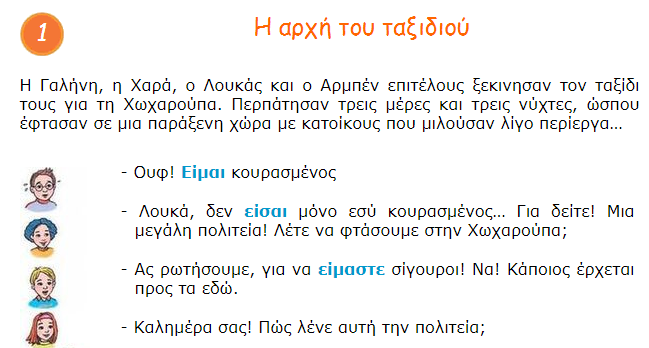 1
Η αρχή του ταξιδιού
Η Γαλήνη, η Χαρά, ο Λουκάς και ο Αρμπέν επιτέλους ξεκινησαν τον ταξίδι
τους για τη Χωχαρούπα. Περπάτησαν τρεις μέρες και τρεις νύχτες, ώσπου
έφτασαν σε μια παράξενη χώρα με κατοίκους που μιλούσαν λίγο περίεργα…
- Ουφ! Είμαι κουρασμένος
- Λουκά, δεν είσαι μόνο εσύ κουρασμένος… Για δείτε! Μια
μεγάλη πολιτεία! Λέτε να φτάσουμε στην Χωχαρούπα;
- Ας ρωτήσουμε, για να είμαστε σίγουροι! Να! Κάποιος έρχεται
προς τα εδώ.
- Καλημέρα σας! Πώς λένε αυτή την πολιτεία;